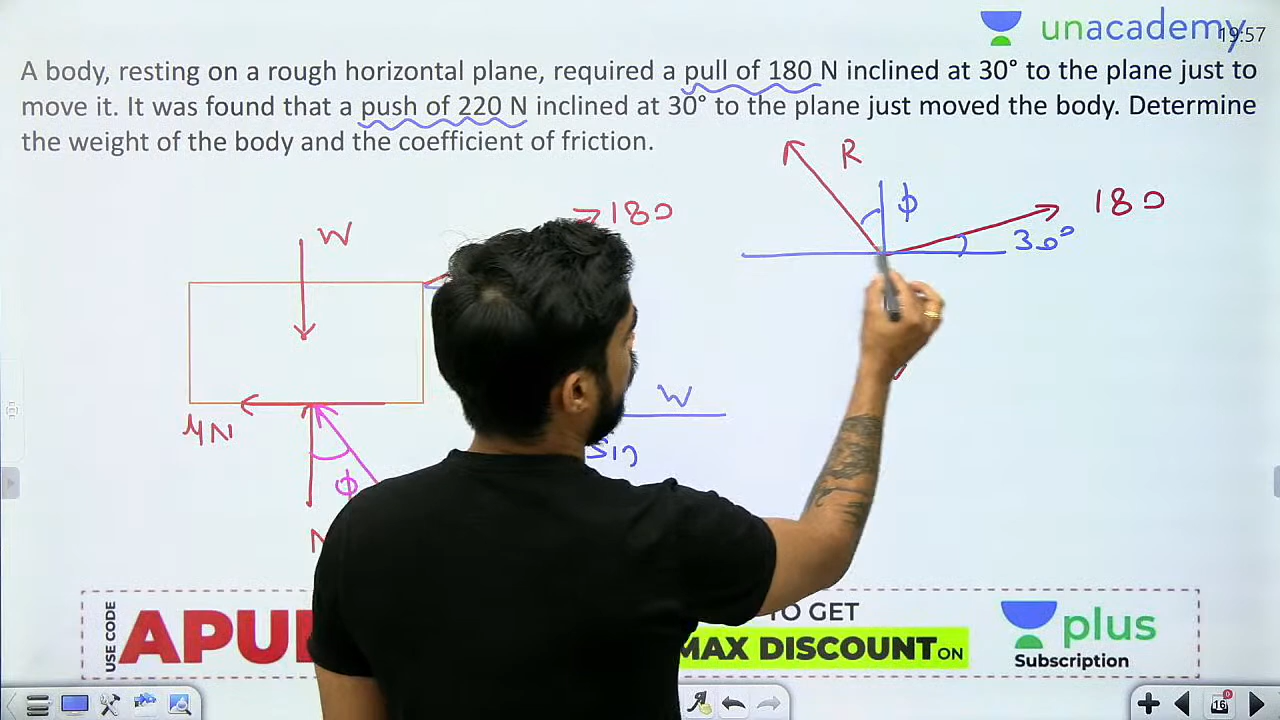 unacademy
19:57
A body, resting on a rough horizontal plane, required a pull of 180 N inclined at 30° to the plane just to
move it. It was found that a push of 220 N inclined at 30° to the plane just moved the body. Determine
the weight of the body and the coefficient of friction.
R
ϕ
180
30°
W
180
W
μN
Sin
ϕ
N
USE CODE
TO GET
MAX DISCOUNT ON
plus
Subscription
16